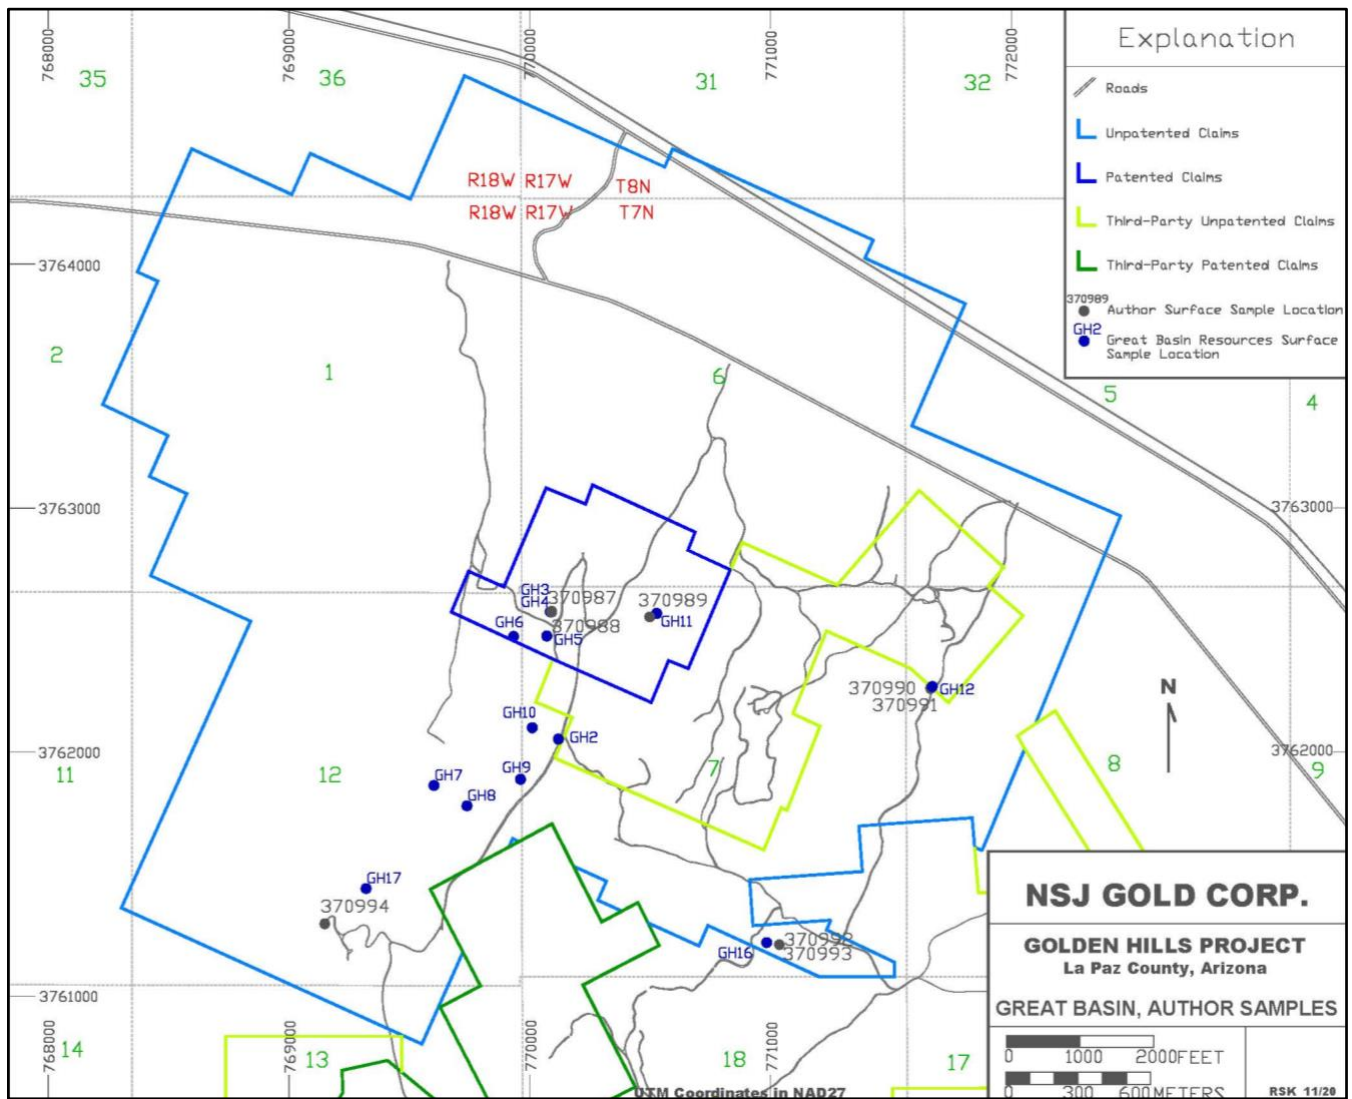 768000
769000
770000
771000
772000
35
36
31
32
Explanation
Roads
Unpatented Claims
Patented Claims
Third-Party Unpatented Claims
Third-Party Patented Claims
370989
Author Surface Sample Location
GH2
Great Basin Resources Surface
Sample Location
R18W R17W T8N
R18W R17W T7N
3764000
2
1
6
5
4
3763000
3763000
GH3
GH4
370987
370989
GH6
370988
GH5
GH11
370990
GH12
370991
N
GH10
GH2
3762000
3762000
11
12
GH9
7
8
9
GH7
GH8
GH17
370994
370992
GH16
370993
NSJ GOLD CORP.
GOLDEN HILLS PROJECT
La Paz County, Arizona
GREAT BASIN, AUTHOR SAMPLES
3761000
768000
769000
770000
771000
14
13
18
17
0 1000 2000FEET
0 300 600METERS
RSK 11/20
UTM Coordinates in NAD27